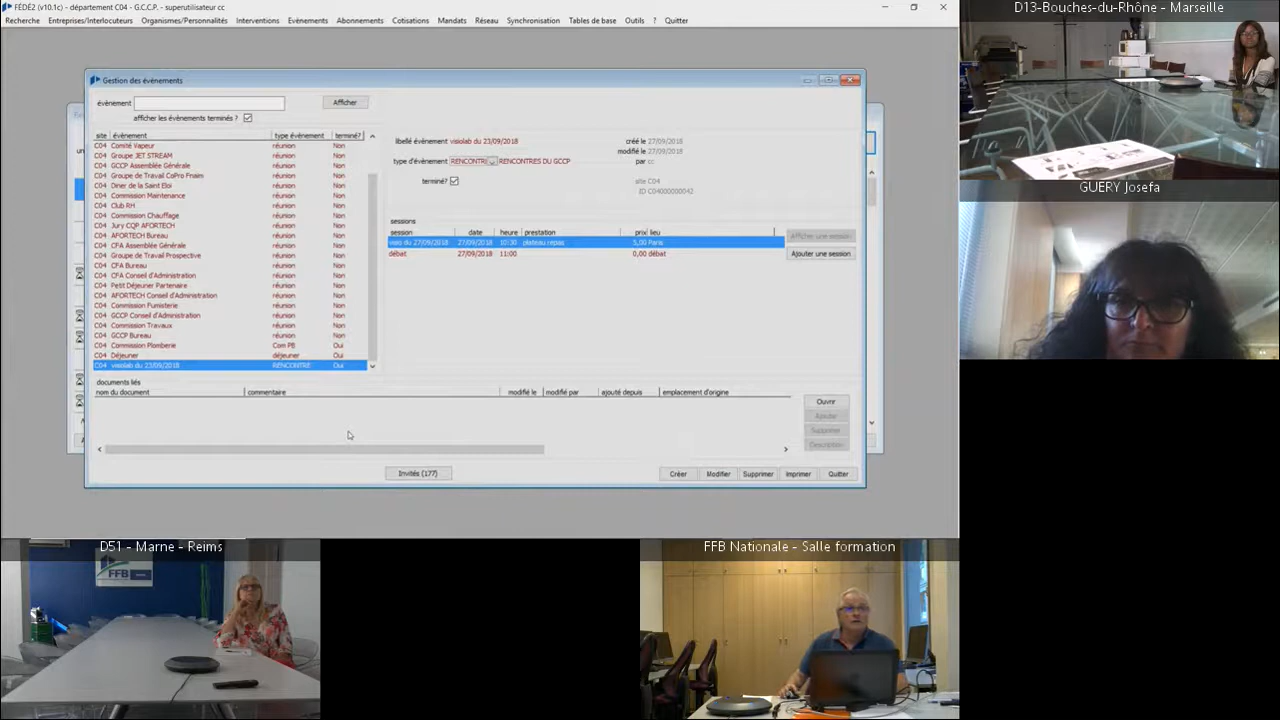 FÉDÉ2 (v10.1c) - département C04 - G.C.C.P. - superutilisateur cc
Recherche Entreprises/Interlocuteurs Organismes/Personnalités Interventions Evènements Abonnements Cotisations Mandats Réseau Synchronisation Tables de base Outils ? Quitter
Gestion des évènements
évènement Afficher
afficher les évènements terminés ?
site évènement type évènement terminé?
C04 Comité Vapeur réunion Non
C04 Groupe JET STREAM réunion Non
C04 GCCP Assemblée Générale réunion Non
C04 Groupe de Travail CoPro Fnaim réunion Non
C04 Diner de la Saint Eloi réunion Non
C04 Commission Maintenance réunion Non
C04 Club RH réunion Non
C04 Commission Chauffage réunion Non
C04 Jury CQP AFORTECH réunion Non
C04 AFORTECH Bureau réunion Non
C04 CFA Assemblée Générale réunion Non
C04 Groupe de Travail Prospective réunion Non
C04 CFA Bureau réunion Non
C04 CFA Conseil d'Administration réunion Non
C04 Petit Déjeuner Partenaire réunion Non
C04 AFORTECH Conseil d'Administration réunion Non
C04 Commission Fumisterie réunion Non
C04 GCCP Conseil d'Administration réunion Non
C04 Commission Travaux réunion Non
C04 GCCP Bureau réunion Non
C04 Commission Plomberie Com PB Oui
C04 Déjeuner déjeuner Oui
C04 visiolab du 23/09/2018 RENCONTRE Oui
libellé évènement visiolab du 23/09/2018 créé le 27/09/2018
modifié le 27/09/2018
type d'évènement RENCONTRE RENCONTRES DU GCCP par cc
terminé? site C04
ID C04000000042
sessions
session date heure prestation prix lieu
visio du 27/09/2018 27/09/2018 10:30 plateau repas 5,00 Paris
débat 27/09/2018 11:00 0,00 débat
Afficher une session
Ajouter une session
documents liés
nom du document commentaire modifié le modifié par ajouté depuis emplacement d'origine
Ouvrir
Ajouter
Supprimer
Description
Invités (177) Créer Modifier Supprimer Imprimer Quitter
D13-Bouches-du-Rhône - Marseille
GUERY Josefa
D51 - Marne - Reims
FFB
FFB Nationale - Salle formation